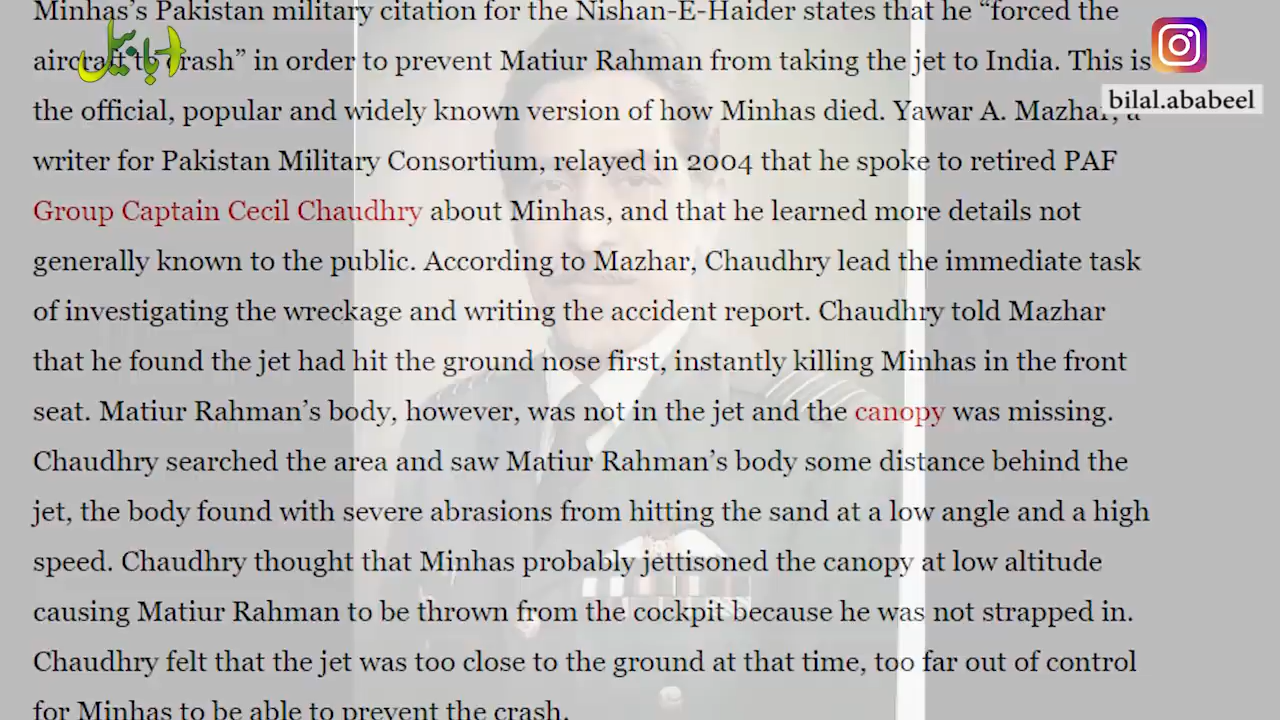 Minhas’s Pakistan military citation for the Nishan-E-Haider states that he “forced the
aircraft to crash” in order to prevent Matiur Rahman from taking the jet to India. This is
the official, popular and widely known version of how Minhas died. Yawar A. Mazhar, a
writer for Pakistan Military Consortium, relayed in 2004 that he spoke to retired PAF
Group Captain Cecil Chaudhry about Minhas, and that he learned more details not
generally known to the public. According to Mazhar, Chaudhry lead the immediate task
of investigating the wreckage and writing the accident report. Chaudhry told Mazhar
that he found the jet had hit the ground nose first, instantly killing Minhas in the front
seat. Matiur Rahman’s body, however, was not in the jet and the canopy was missing.
Chaudhry searched the area and saw Matiur Rahman’s body some distance behind the
jet, the body found with severe abrasions from hitting the sand at a low angle and a high
speed. Chaudhry thought that Minhas probably jettisoned the canopy at low altitude
causing Matiur Rahman to be thrown from the cockpit because he was not strapped in.
Chaudhry felt that the jet was too close to the ground at that time, too far out of control
for Minhas to be able to prevent the crash.
ابابیل
bilal.ababeel